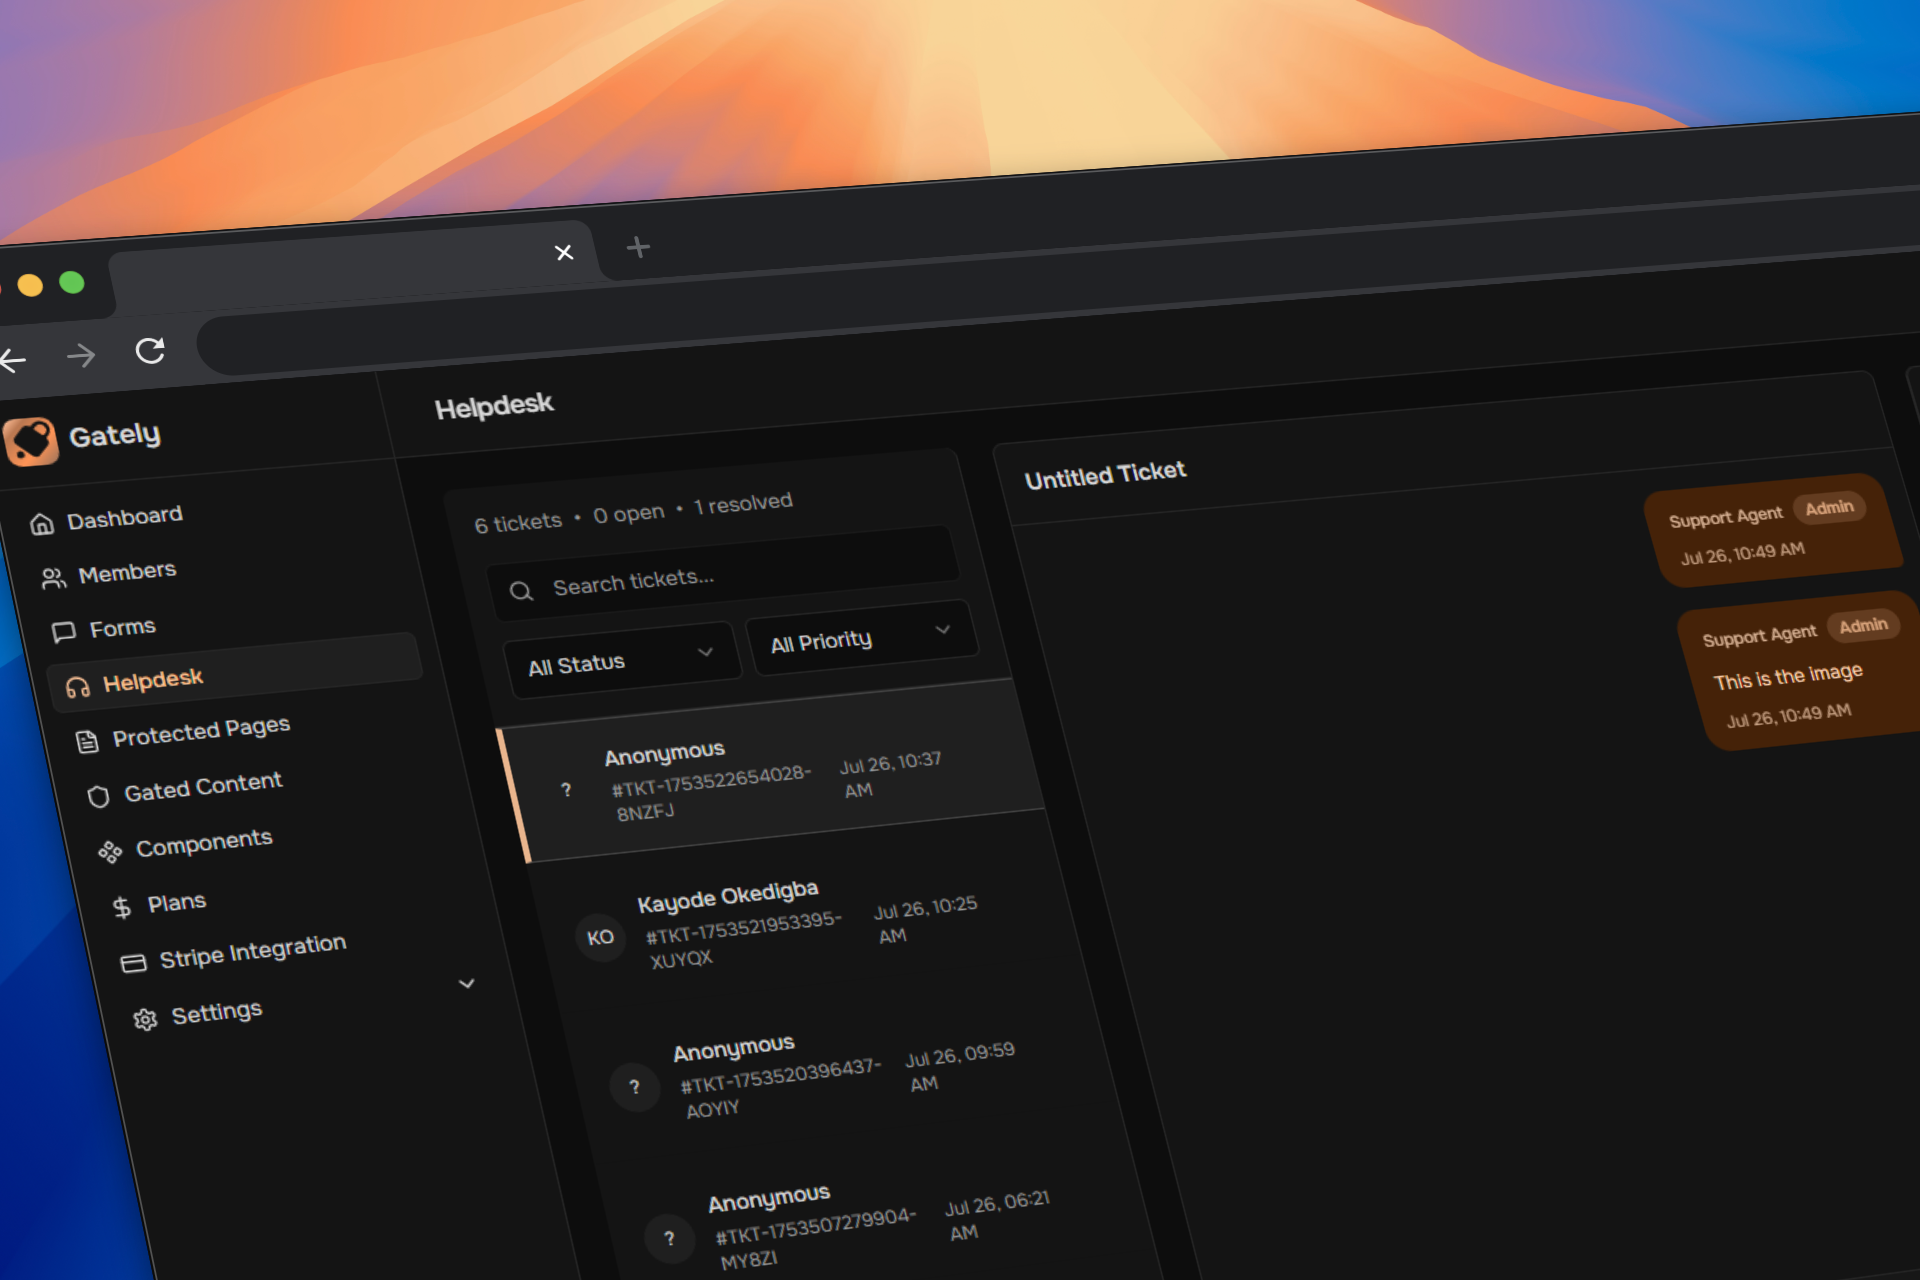 Gately
Dashboard
Members
Forms
Helpdesk
Protected Pages
Gated Content
Components
Plans
Stripe Integration
Settings
Helpdesk
6 tickets • 0 open • 1 resolved
Search tickets...
All Status
All Priority
?
Anonymous
#TKT-1753522654028-
8NZFJ
Jul 26, 10:37
AM
KO
Kayode Okedigba
#TKT-1753521953395-
XUYQX
Jul 26, 10:25
AM
?
Anonymous
#TKT-1753520396437-
AOYIY
Jul 26, 09:59
AM
?
Anonymous
#TKT-1753507279904-
MY8ZI
Jul 26, 06:21
AM
Untitled Ticket
Support Agent Admin
Jul 26, 10:49 AM
Support Agent Admin
This is the image
Jul 26, 10:49 AM